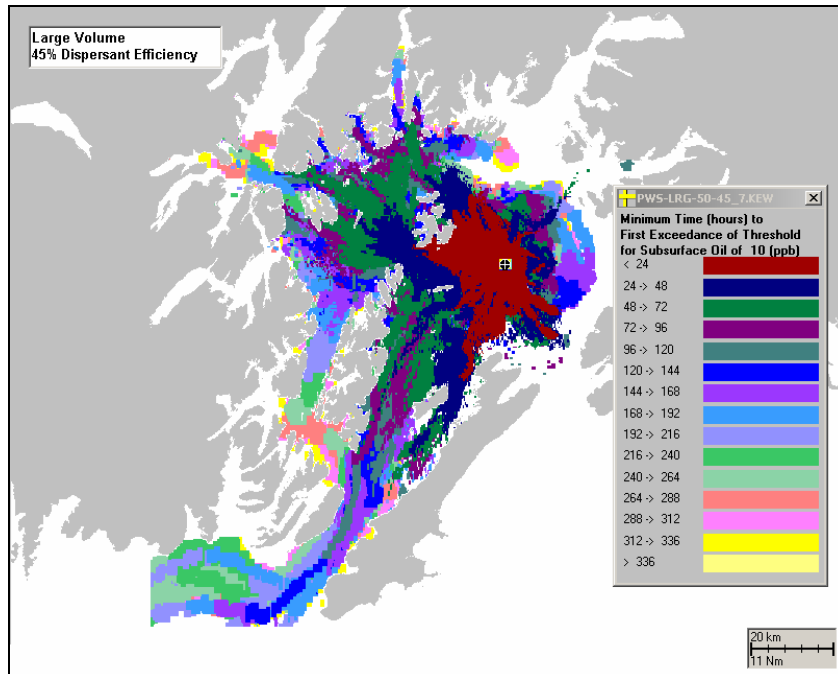 Large Volume
45% Dispersant Efficiency
PWS-LRG-50-45_7.KEW
Minimum Time (hours) to
First Exceedance of Threshold
for Subsurface Oil of 10 (ppb)
< 24
24 -> 48
48 -> 72
72 -> 96
96 -> 120
120 -> 144
144 -> 168
168 -> 192
192 -> 216
216 -> 240
240 -> 264
264 -> 288
288 -> 312
312 -> 336
> 336
20 km
11 Nm